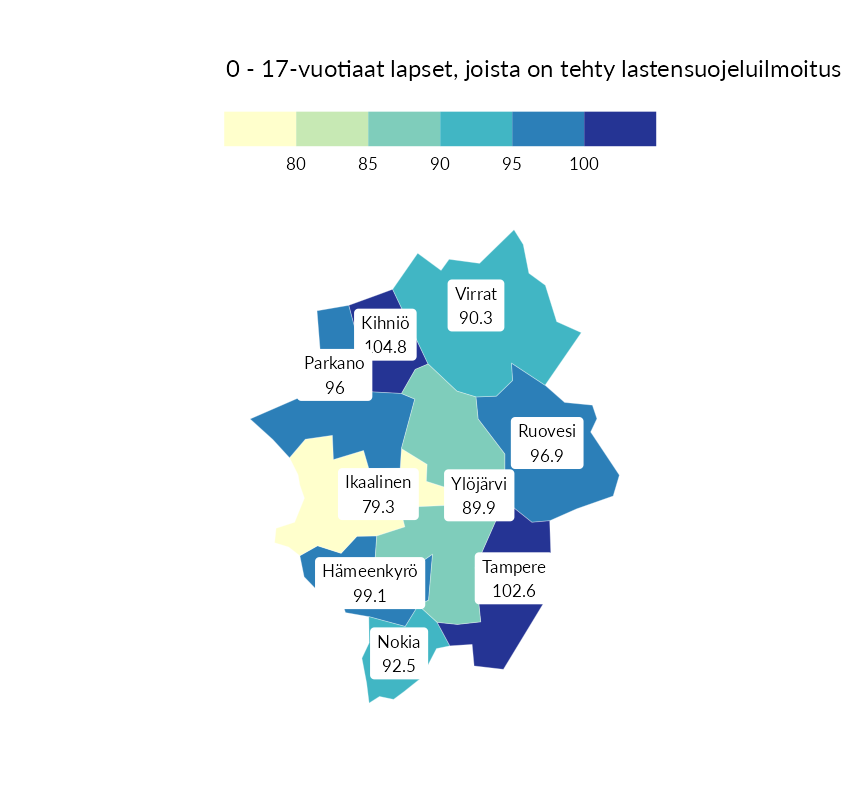 0 - 17-vuotiaat lapset, joista on tehty lastensuojeluilmoitus
80 85 90 95 100
Virrat
90.3
Kihniö
104.8
Parkano
96
Ruovesi
96.9
Ikaalinen
79.3
Ylöjärvi
89.9
Hämeenkyrö
99.1
Tampere
102.6
Nokia
92.5